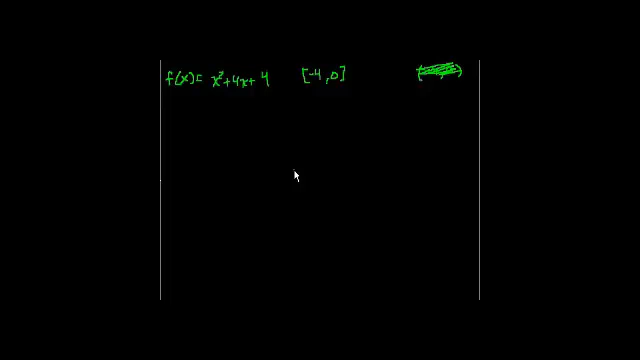 f(x)= x²+4x+4 [-4,0]